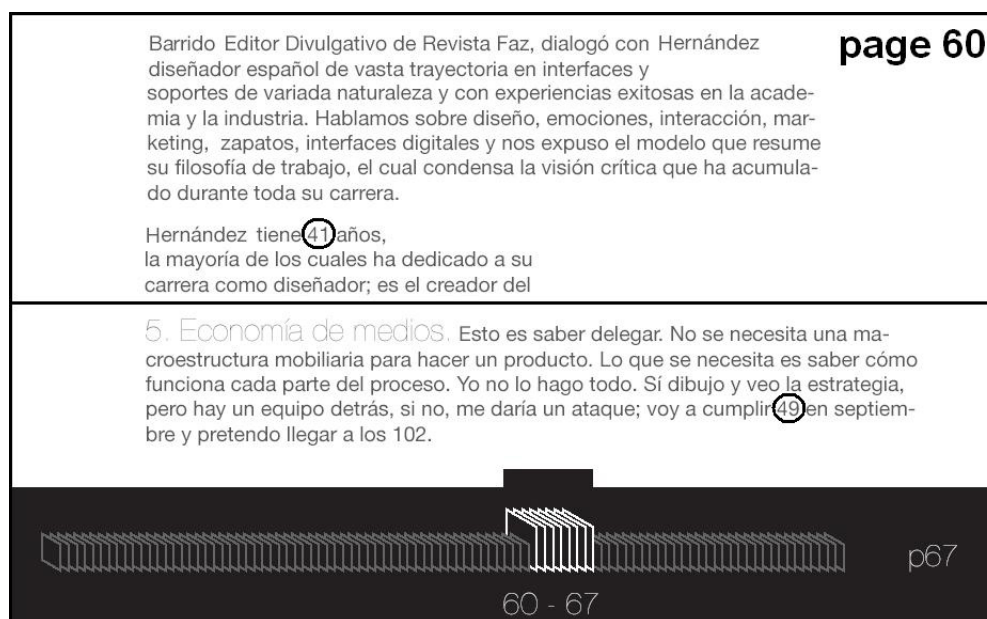 page 60
Barrido Editor Divulgativo de Revista Faz, dialogó con Hernández
diseñador español de vasta trayectoria en interfaces y
soportes de variada naturaleza y con experiencias exitosas en la acade-
mia y la industria. Hablamos sobre diseño, emociones, interacción, mar-
keting, zapatos, interfaces digitales y nos expuso el modelo que resume
su filosofía de trabajo, el cual condensa la visión crítica que ha acumula-
do durante toda su carrera.
Hernández tiene 41 años,
la mayoría de los cuales ha dedicado a su
carrera como diseñador; es el creador del
5. Economía de medios. Esto es saber delegar. No se necesita una ma-
croestructura mobiliaria para hacer un producto. Lo que se necesita es saber cómo
funciona cada parte del proceso. Yo no lo hago todo. Sí dibujo y veo la estrategia,
pero hay un equipo detrás, si no, me daría un ataque; voy a cumplir 49 en septiem-
bre y pretendo llegar a los 102.
p67
60 - 67